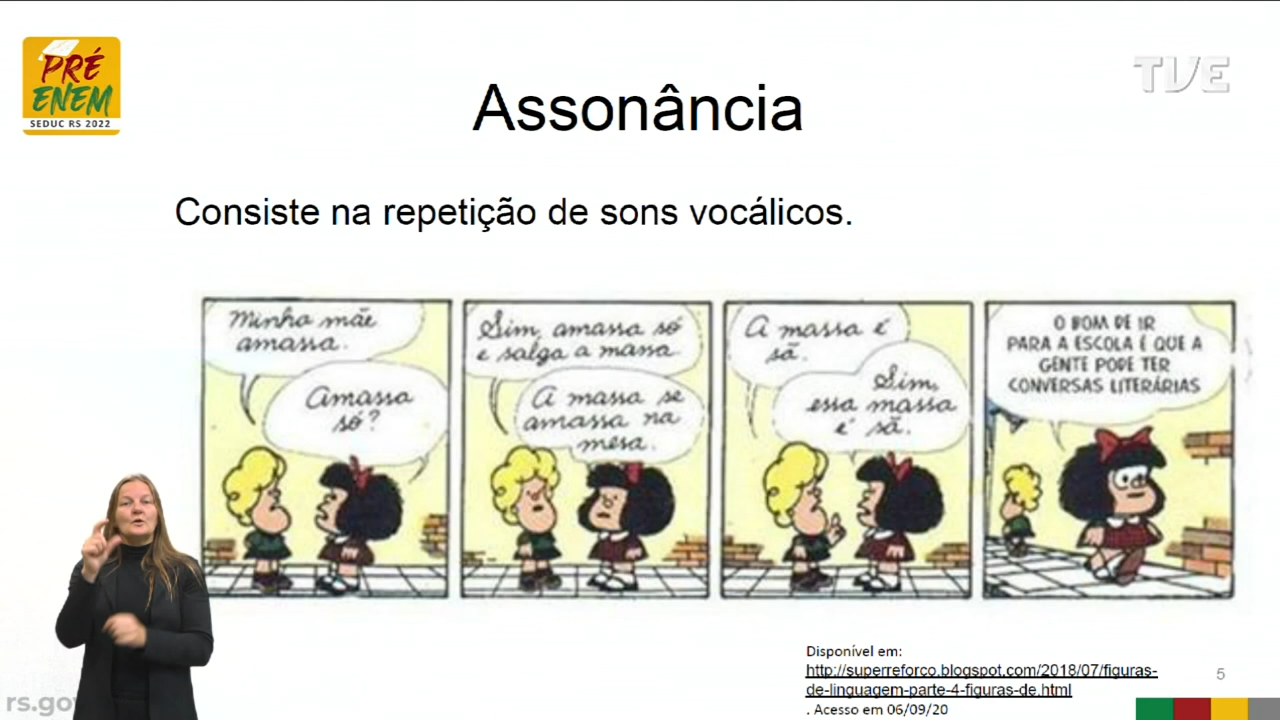 PRÉ
ENEM
SEDUC RS 2022
TVE
Assonância
Consiste na repetição de sons vocálicos.
Minha mãe
amassa.
Amassa
só?
Sim, amassa só
e salga a massa
A massa se
amassa na
mesa.
A massa é
sã.
Sim,
essa massa
é sã.
O BOM DE IR
PARA A ESCOLA É QUE A
GENTE PODE TER
CONVERSAS LITERÁRIAS
Disponível em:
http://superreforco.blogspot.com/2018/07/figuras-
de-linguagem-parte-4-figuras-de.html
. Acesso em 06/09/20
5
rs.gov